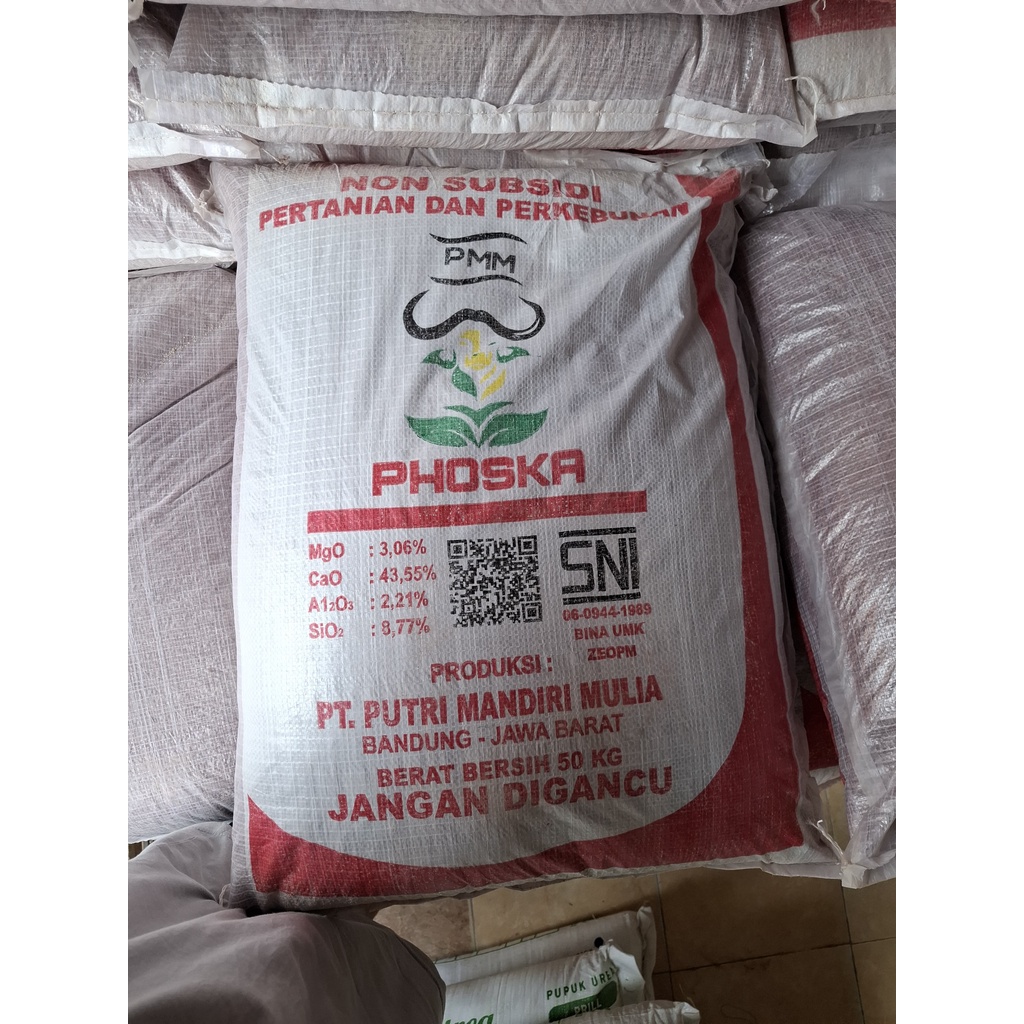 NON SUBSIDI
PERTANIAN DAN PERKEBUNAN
PMM
PHOSKA
MgO : 3,06%
CaO : 43,55%
A1₂O₃ : 2,21%
SiO₂ : 8,77%
SNI
06-0944-1989
BINA UMK
ZEOPM
PRODUKSI :
PT. PUTRI MANDIRI MULIA
BANDUNG - JAWA BARAT
BERAT BERSIH 50 KG
JANGAN DIGANCU
PUPUK URE
PRILL